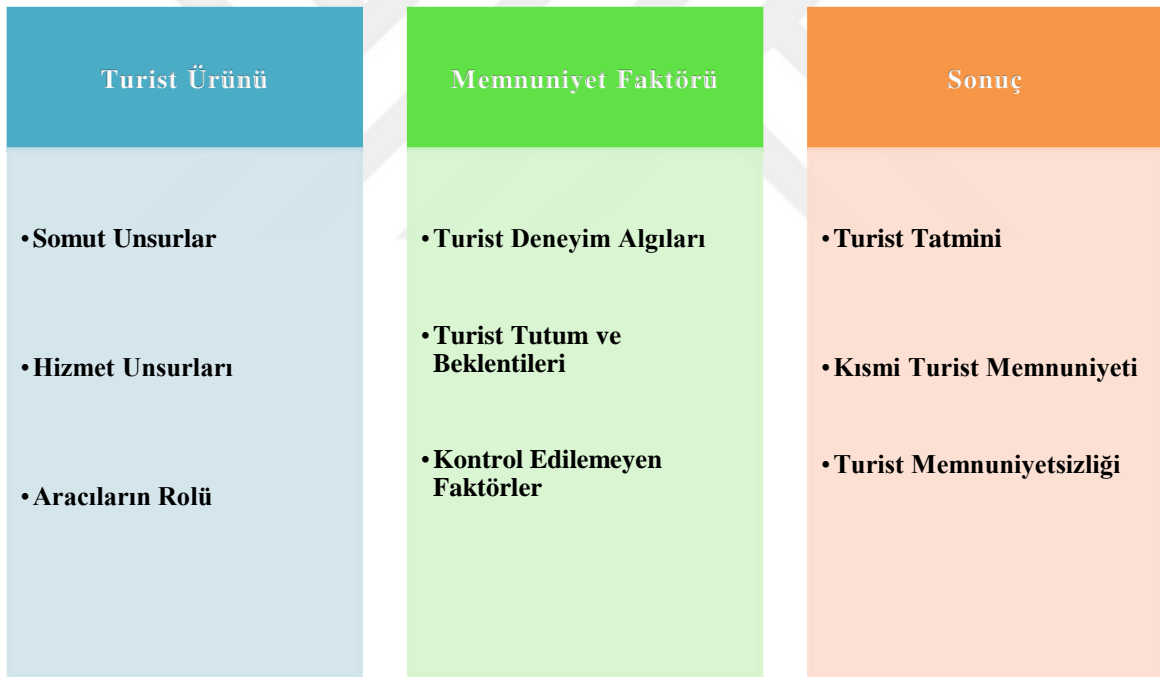 Turist Ürünü
• Somut Unsurlar
• Hizmet Unsurları
• Aracıların Rolü
Memnuniyet Faktörü
• Turist Deneyim Algıları
• Turist Tutum ve
Beklentileri
• Kontrol Edilemeyen
Faktörler
Sonuç
• Turist Tatmini
• Kısmi Turist Memnuniyeti
• Turist Memnuniyetsizliği